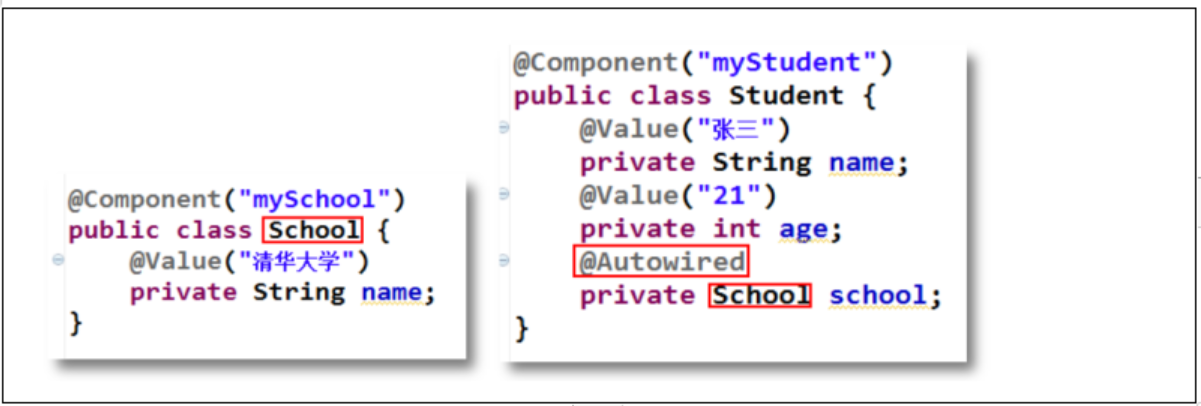 @Component("mySchool")
public class School {
@Value("清华大学")
private String name;
}
@Component("myStudent")
public class Student {
@Value("张三")
private String name;
@Value("21")
private int age;
@Autowired
private School school;
}